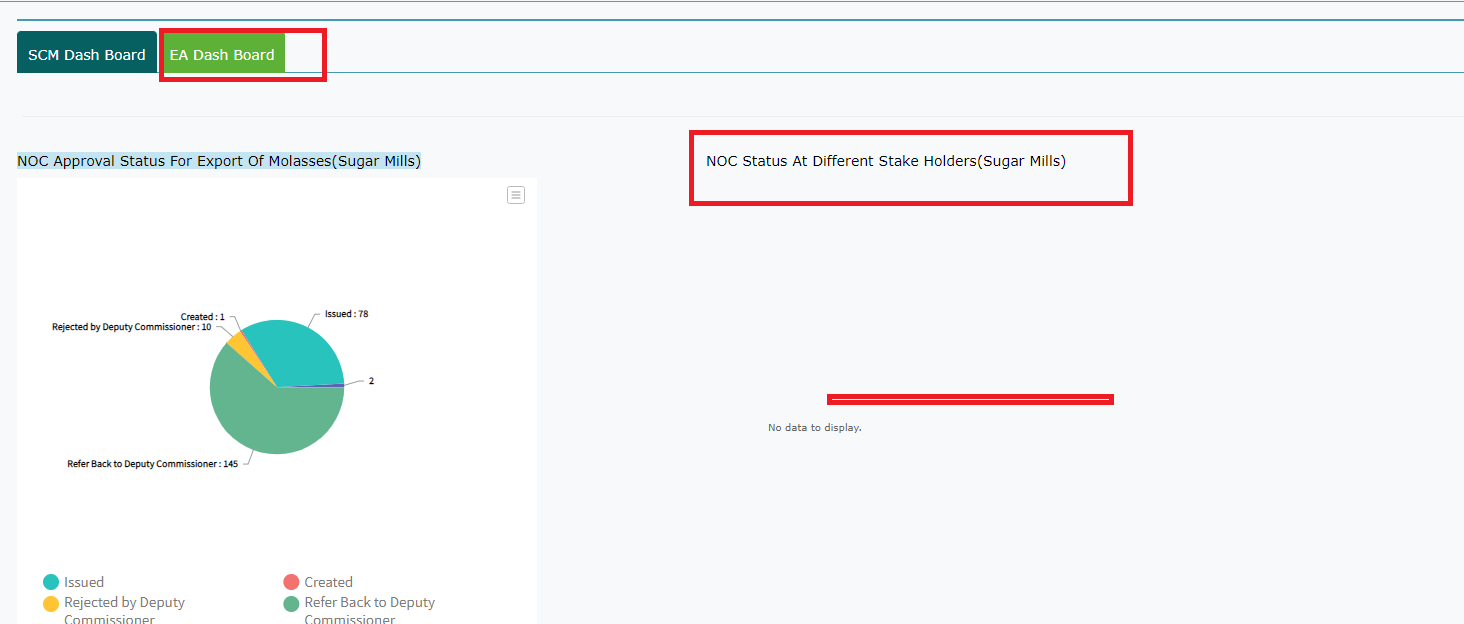 SCM Dash Board
EA Dash Board
NOC Approval Status For Export Of Molasses(Sugar Mills)
NOC Status At Different Stake Holders(Sugar Mills)
Created : 1
Issued : 78
Rejected by Deputy Commissioner : 10
2
Refer Back to Deputy Commissioner : 145
No data to display.
Issued
Created
Rejected by Deputy
Commissioner
Refer Back to Deputy
Commissioner